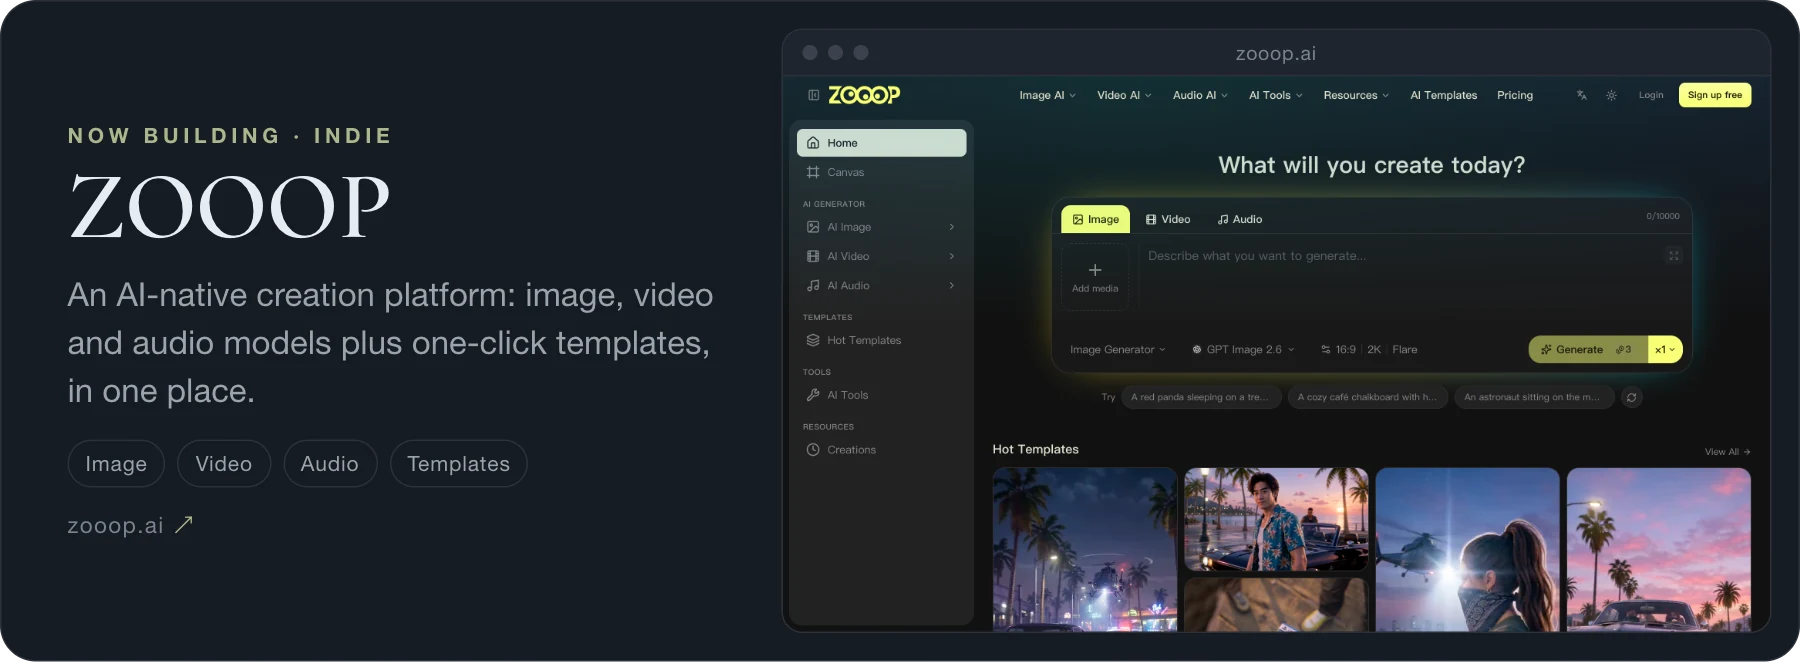 NOW BUILDING · INDIE
ZOOOP
An AI-native creation platform: image, video
and audio models plus one-click templates,
in one place.
Image Video Audio Templates
zooop.ai ↗
zooop.ai
ZOOOP
Image AI Video AI Audio AI AI Tools Resources AI Templates Pricing Login Sign up free
Home
Canvas
AI GENERATOR
AI Image
AI Video
AI Audio
TEMPLATES
Hot Templates
TOOLS
AI Tools
RESOURCES
Creations
What will you create today?
Image Video Audio 0/10000
Describe what you want to generate...
Add media
Image Generator GPT Image 2.6 16:9 2K Flare Generate 3 x1
Try A red panda sleeping on a tre... A cozy café chalkboard with h... An astronaut sitting on the m...
Hot Templates View All →